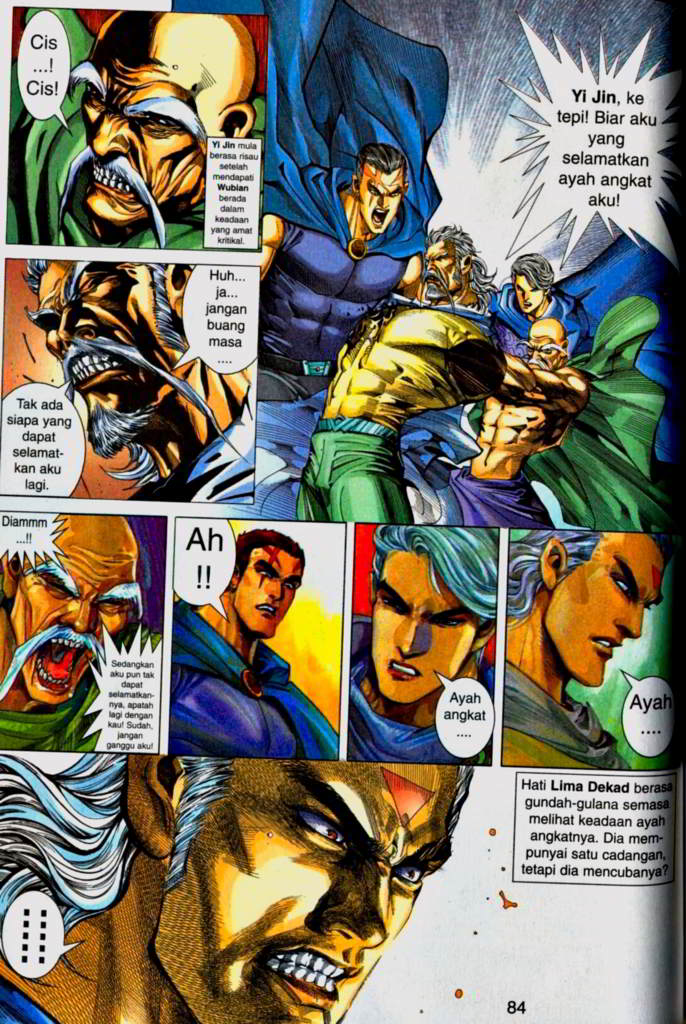 Cis
...!
Cis!
Yi Jin mula
berasa risau
setelah
mendapati
Wubian
berada
dalam
keadaan
yang amat
kritikal.
Yi Jin, ke
tepi! Biar aku
yang
selamatkan
ayah angkat
aku!
Huh...
ja...
jangan
buang
masa
....
Tak ada
siapa yang
dapat
selamat-
kan aku
lagi.
Diammm
...!!
Sedangkan
aku pun tak
dapat
selamatkan-
nya, apatah
lagi dengan
kau! Sudah,
jangan
ganggu aku!
Ah
!!
Ayah
angkat
....
Ayah
....
Hati Lima Dekad berasa
gundah-gulana semasa
melihat keadaan ayah
angkatnya. Dia mem-
punyai satu cadangan,
tetapi dia mencubanya?
84